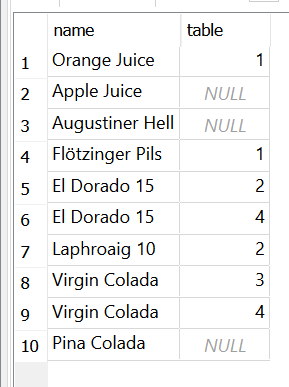 name table
1 Orange Juice 1
2 Apple Juice NULL
3 Augustiner Hell NULL
4 Flötzinger Pils 1
5 El Dorado 15 2
6 El Dorado 15 4
7 Laphroaig 10 2
8 Virgin Colada 3
9 Virgin Colada 4
10 Pina Colada NULL